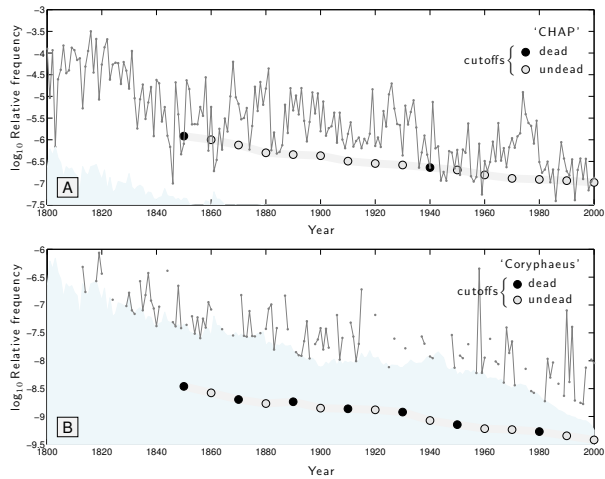 −3
−3.5
−4
−4.5
−5
−5.5
−6
−6.5
−7
−7.5
log10 Relative frequency
'CHAP'
cutoffs { dead
undead
A
1800 1820 1840 1860 1880 1900 1920 1940 1960 1980 2000
Year
−6
−6.5
−7
−7.5
−8
−8.5
−9
−9.5
log10 Relative frequency
'Coryphaeus'
cutoffs { dead
undead
B
1800 1820 1840 1860 1880 1900 1920 1940 1960 1980 2000
Year